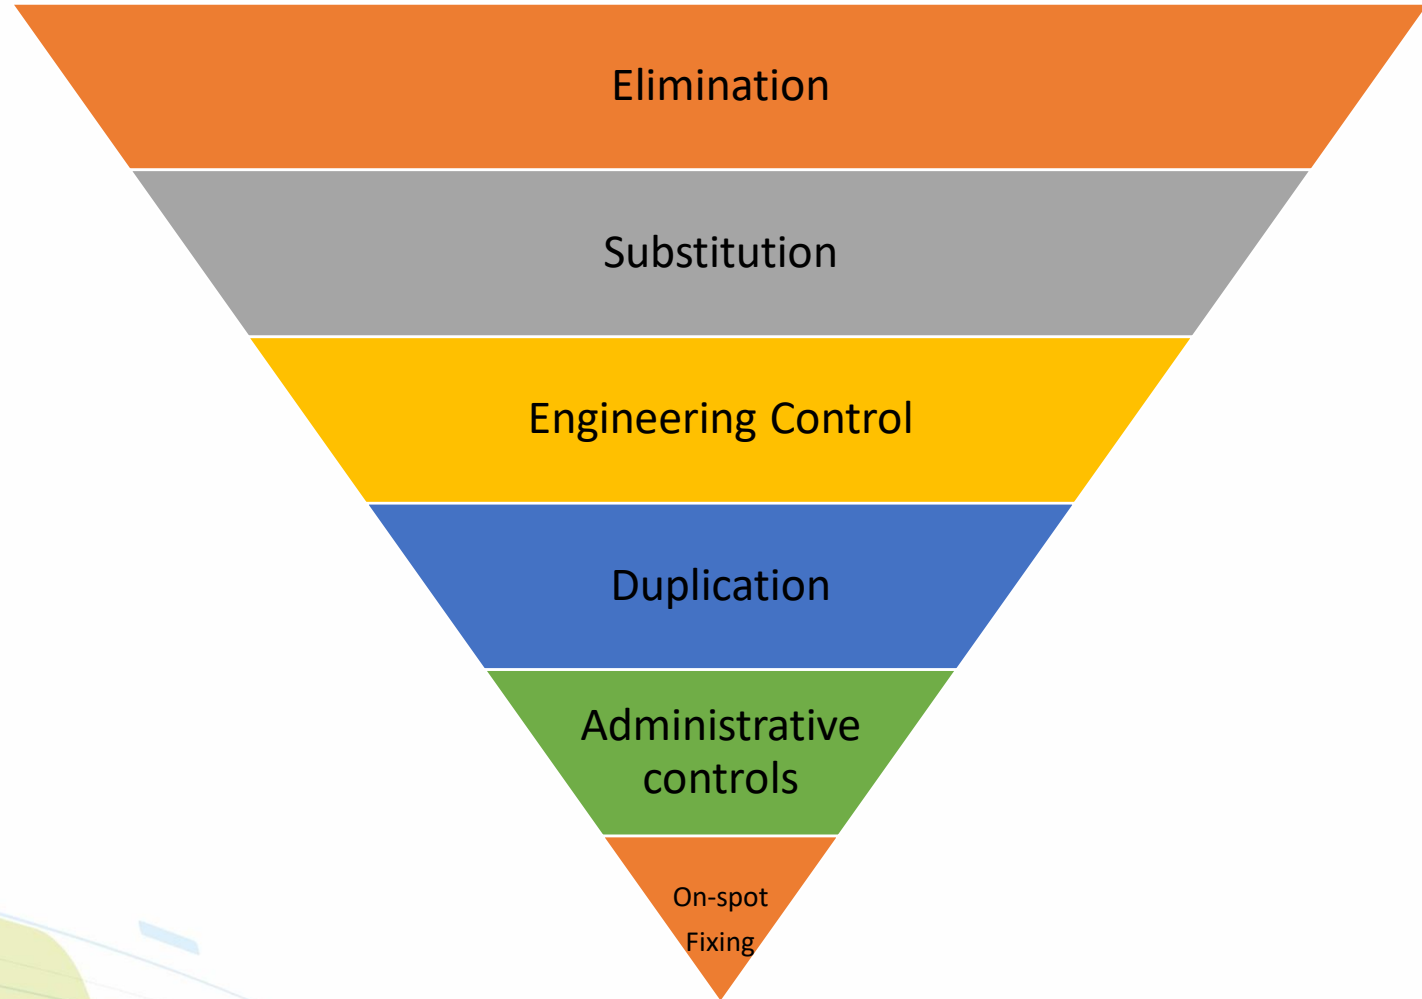 Elimination
Substitution
Engineering Control
Duplication
Administrative
controls
On-spot
Fixing